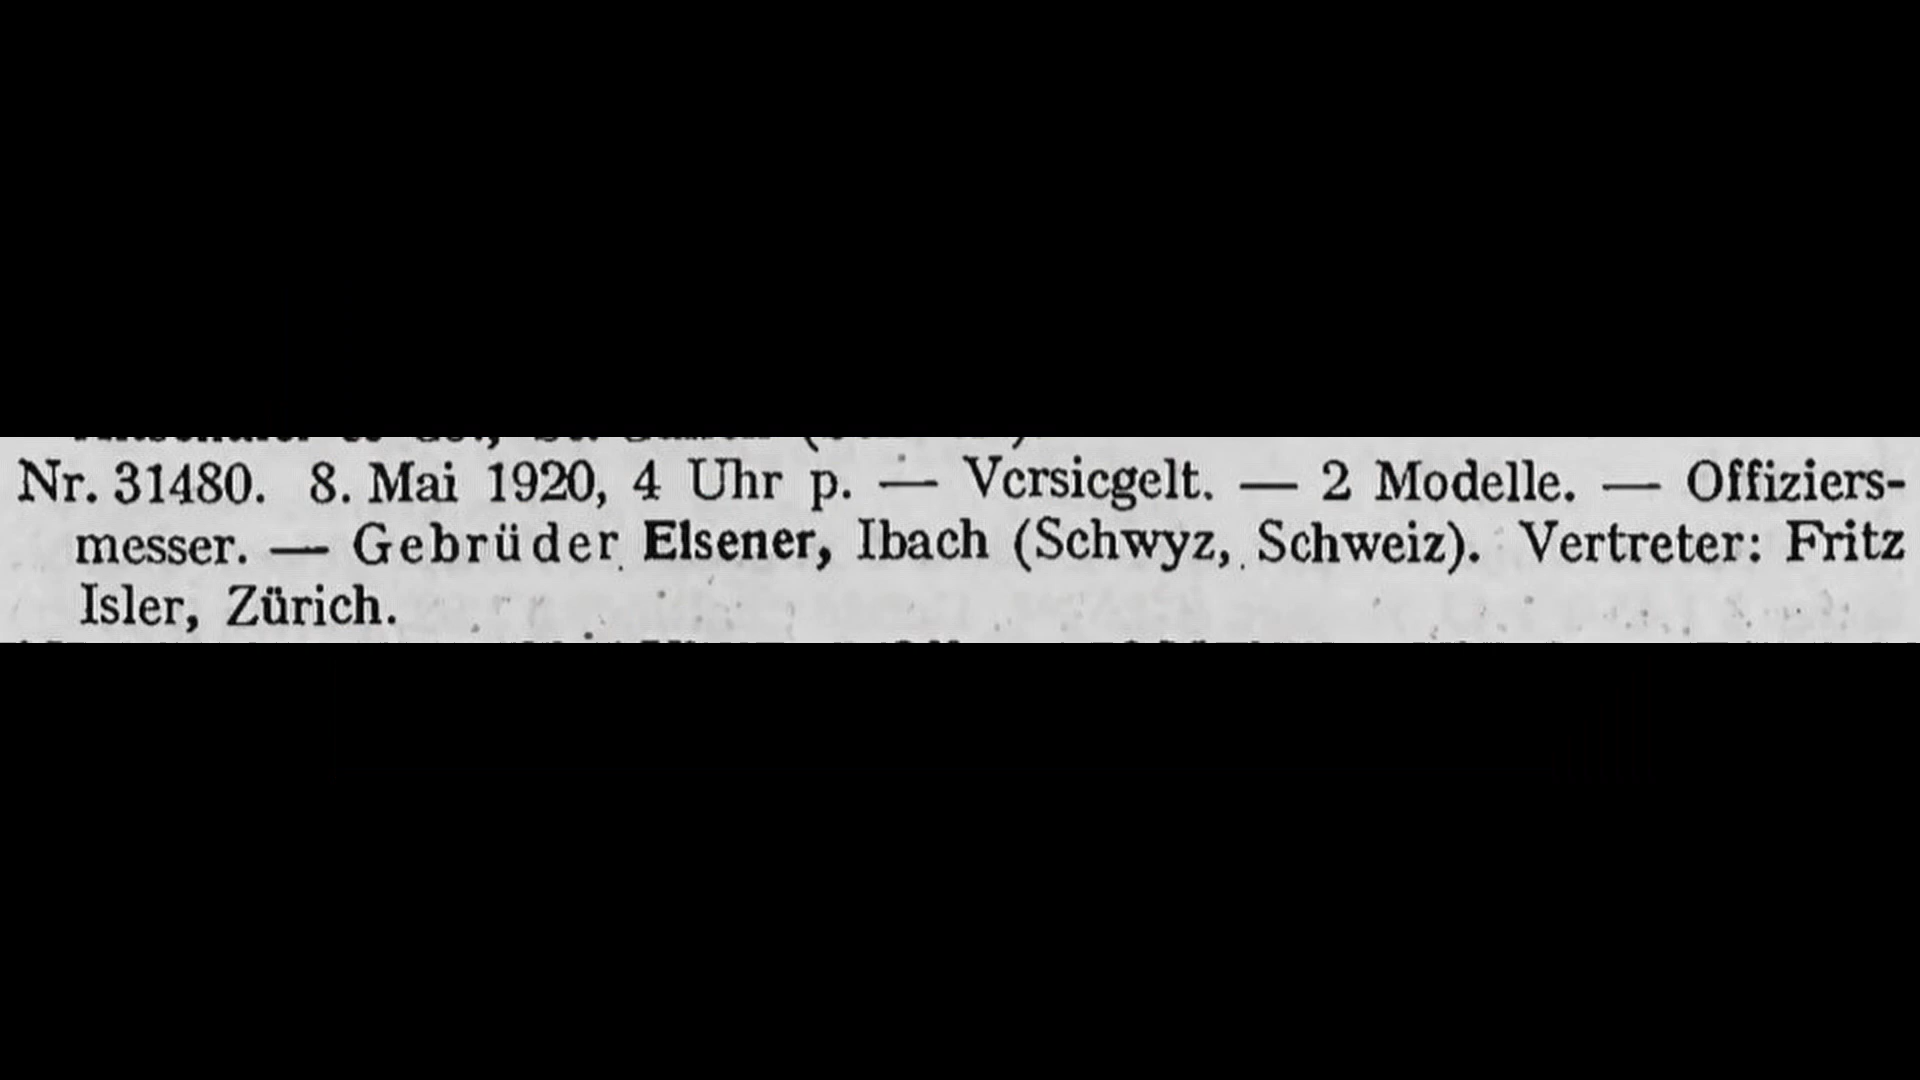 Nr. 31480. 8. Mai 1920, 4 Uhr p. — Versiegelt. — 2 Modelle. — Offiziers-
messer. — Gebrüder Elsener, Ibach (Schwyz, Schweiz). Vertreter: Fritz
Isler, Zürich.